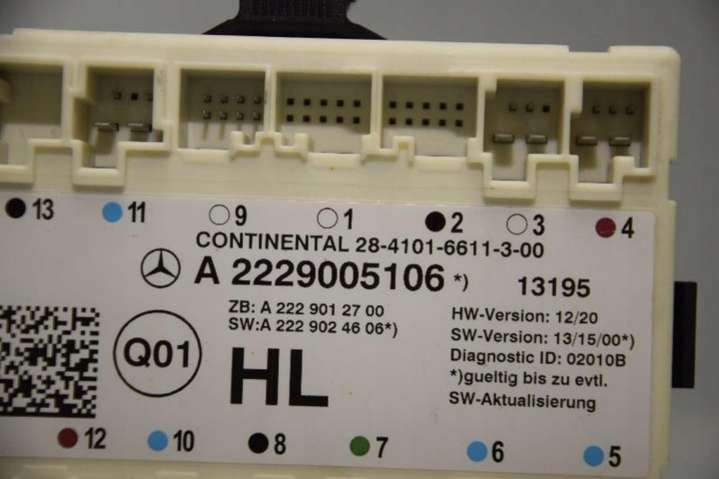 13 11 9 1 2 3 4
CONTINENTAL 28-4101-6611-3-00
A 2229005106 *) 13195
ZB: A 222 901 27 00
SW:A 222 902 46 06*)
HW-Version: 12/20
SW-Version: 13/15/00*)
Diagnostic ID: 02010B
*)gueltig bis zu evtl.
SW-Aktualisierung
Q01
HL
12 10 8 7 6 5